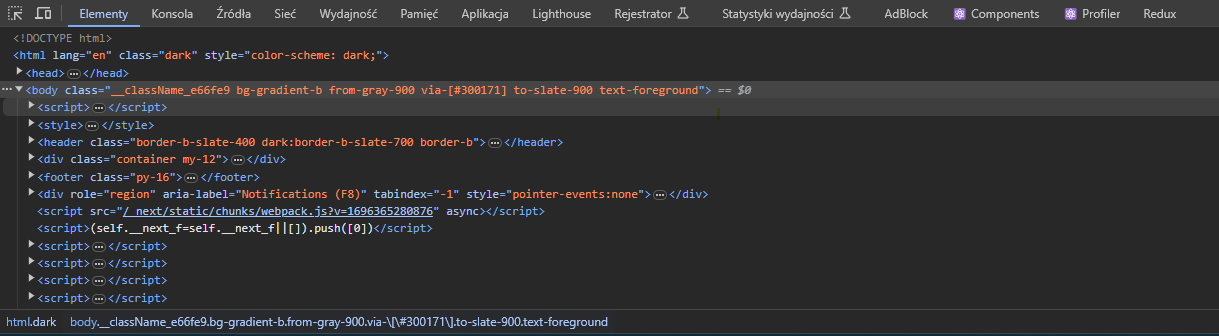 Elementy Konsola Źródła Sieć Wydajność Pamięć Aplikacja Lighthouse Rejestrator Statystyki wydajności AdBlock Components Profiler Redux
<!DOCTYPE html>
<html lang="en" class="dark" style="color-scheme: dark;">
<head>…</head>
…<body class="__className_e66fe9 bg-gradient-b from-gray-900 via-[#300171] to-slate-900 text-foreground"> == $0
<script>…</script>
<style>…</style>
<header class="border-b-slate-400 dark:border-b-slate-700 border-b">…</header>
<div class="container my-12">…</div>
<footer class="py-16">…</footer>
<div role="region" aria-label="Notifications (F8)" tabindex="-1" style="pointer-events:none">…</div>
<script src="/_next/static/chunks/webpack.js?v=1696365280876" async></script>
<script>(self.__next_f=self.__next_f||[]).push([0])</script>
<script>…</script>
<script>…</script>
<script>…</script>
<script>…</script>
html.dark body.__className_e66fe9.bg-gradient-b.from-gray-900.via-\[\#300171\].to-slate-900.text-foreground